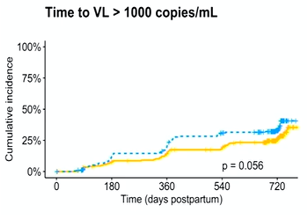 Time to VL > 1000 copies/mL
Cumulative incidence
100%
75%
50%
25%
0%
p = 0.056
0 180 360 540 720
Time (days postpartum)